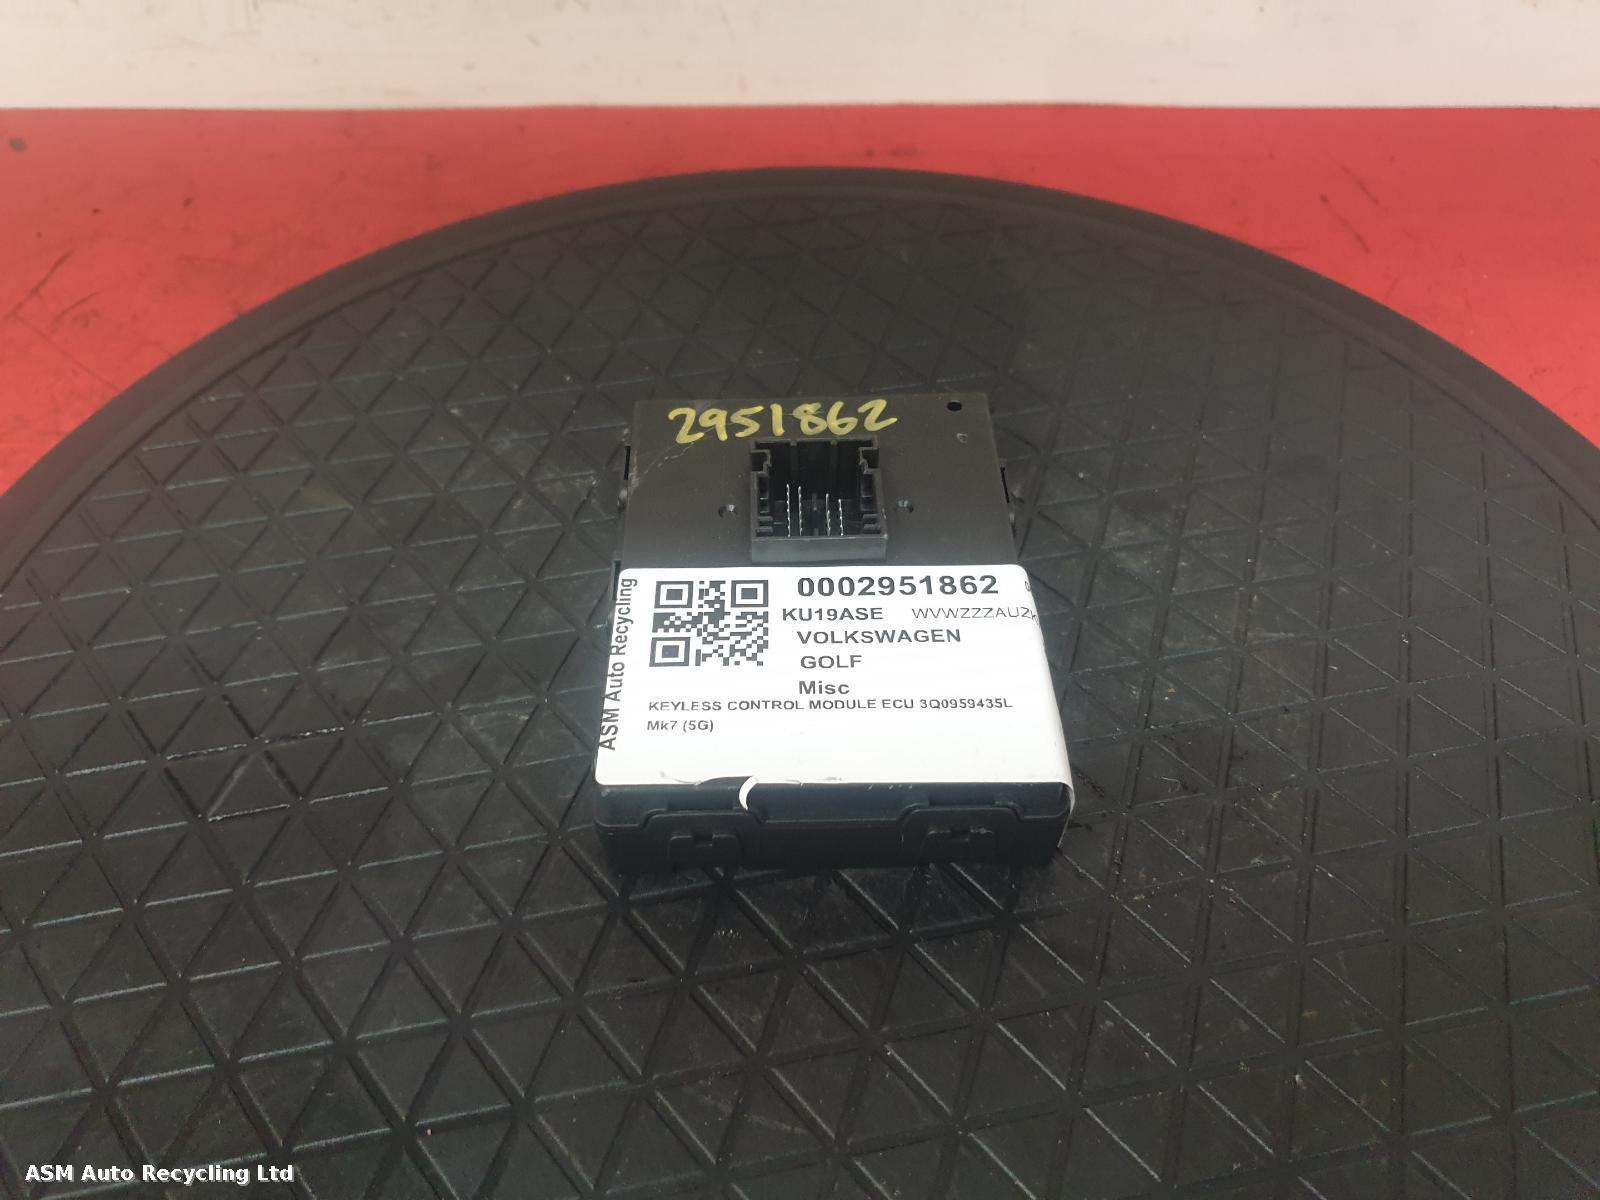 2951862
0002951862
KU19ASE
VOLKSWAGEN
GOLF
Misc
KEYLESS CONTROL MODULE ECU 3Q0959435L
Mk7 (5G)
ASM Auto Recycling
ASM Auto Recycling Ltd